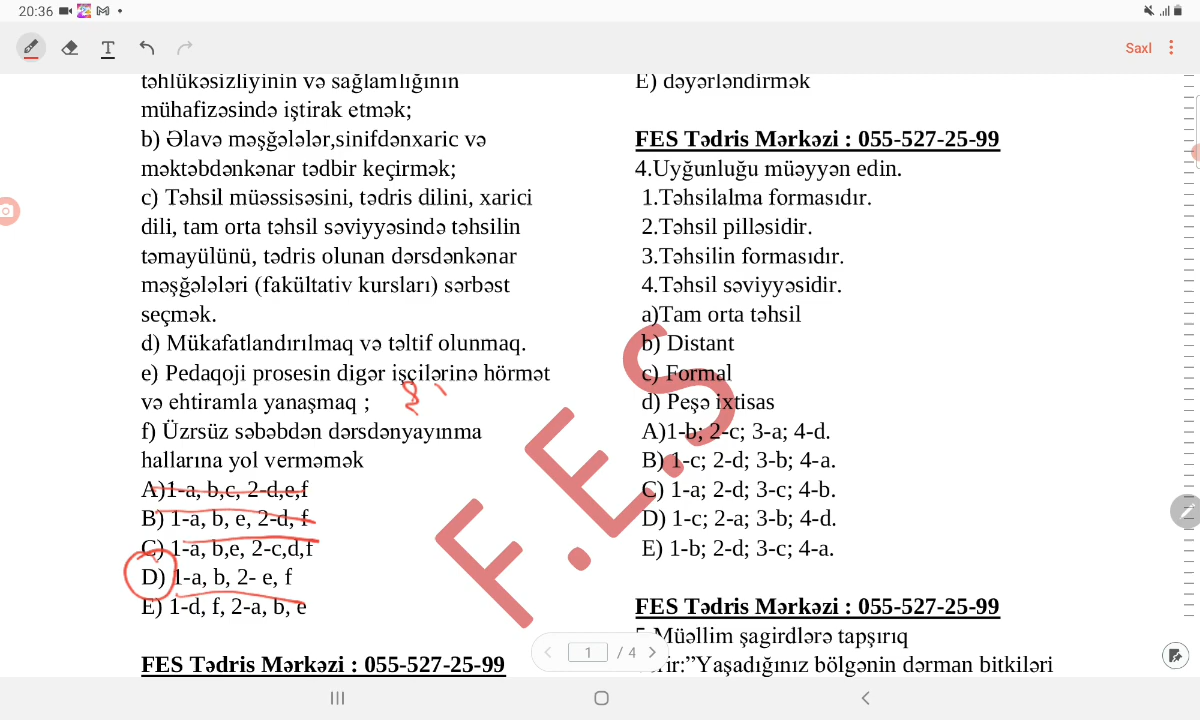 20:36
Saxl
təhlükəsizliyinin və sağlamlığının
mühafizəsində iştirak etmək;
b) Əlavə məşğələlər,sinifdənxaric və
məktəbdənkənar tədbir keçirmək;
c) Təhsil müəssisəsini, tədris dilini, xarici
dili, tam orta təhsil səviyyəsində təhsilin
təmayülünü, tədris olunan dərsdənkənar
məşğələləri (fakültativ kursları) sərbəst
seçmək.
d) Mükafatlandırılmaq və təltif olunmaq.
e) Pedaqoji prosesin digər işçilərinə hörmət
və ehtiramla yanaşmaq ;
f) Üzrsüz səbəbdən dərsdənyayınma
hallarına yol verməmək
A)1-a, b,c, 2-d,e,f
B) 1-a, b, e, 2-d, f
C) 1-a, b,e, 2-c,d,f
D) 1-a, b, 2- e, f
E) 1-d, f, 2-a, b, e
FES Tədris Mərkəzi : 055-527-25-99
E) dəyərləndirmək
FES Tədris Mərkəzi : 055-527-25-99
4.Uyğunluğu müəyyən edin.
1.Təhsilalma formasıdır.
2.Təhsil pilləsidir.
3.Təhsilin formasıdır.
4.Təhsil səviyyəsidir.
a)Tam orta təhsil
b) Distant
c) Formal
d) Peşə ixtisas
A)1-b; 2-c; 3-a; 4-d.
B) 1-c; 2-d; 3-b; 4-a.
C) 1-a; 2-d; 3-c; 4-b.
D) 1-c; 2-a; 3-b; 4-d.
E) 1-b; 2-d; 3-c; 4-a.
FES Tədris Mərkəzi : 055-527-25-99
5.Müəllim şagirdlərə tapşırıq
verir:”Yaşadığınız bölgənin dərman bitkiləri
F.E.S
1 / 4